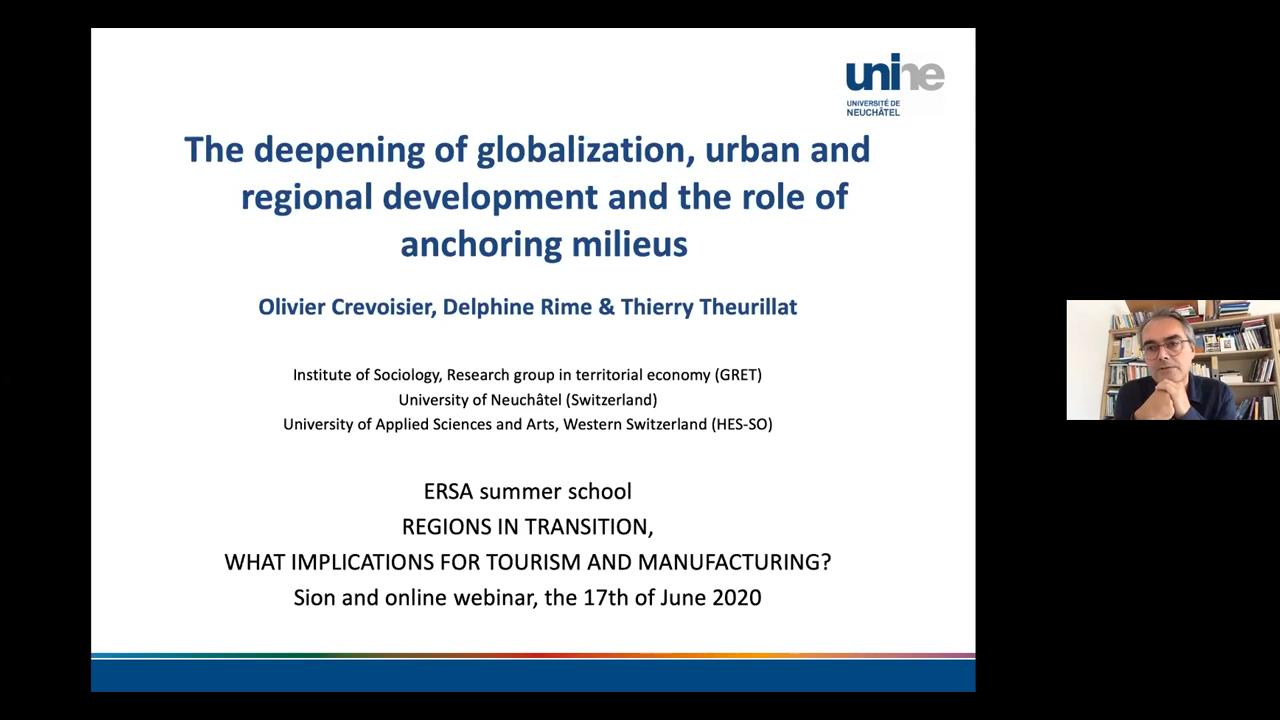 unine
UNIVERSITÉ DE
NEUCHÂTEL
The deepening of globalization, urban and
regional development and the role of
anchoring milieus
Olivier Crevoisier, Delphine Rime & Thierry Theurillat
Institute of Sociology, Research group in territorial economy (GRET)
University of Neuchâtel (Switzerland)
University of Applied Sciences and Arts, Western Switzerland (HES-SO)
ERSA summer school
REGIONS IN TRANSITION,
WHAT IMPLICATIONS FOR TOURISM AND MANUFACTURING?
Sion and online webinar, the 17th of June 2020